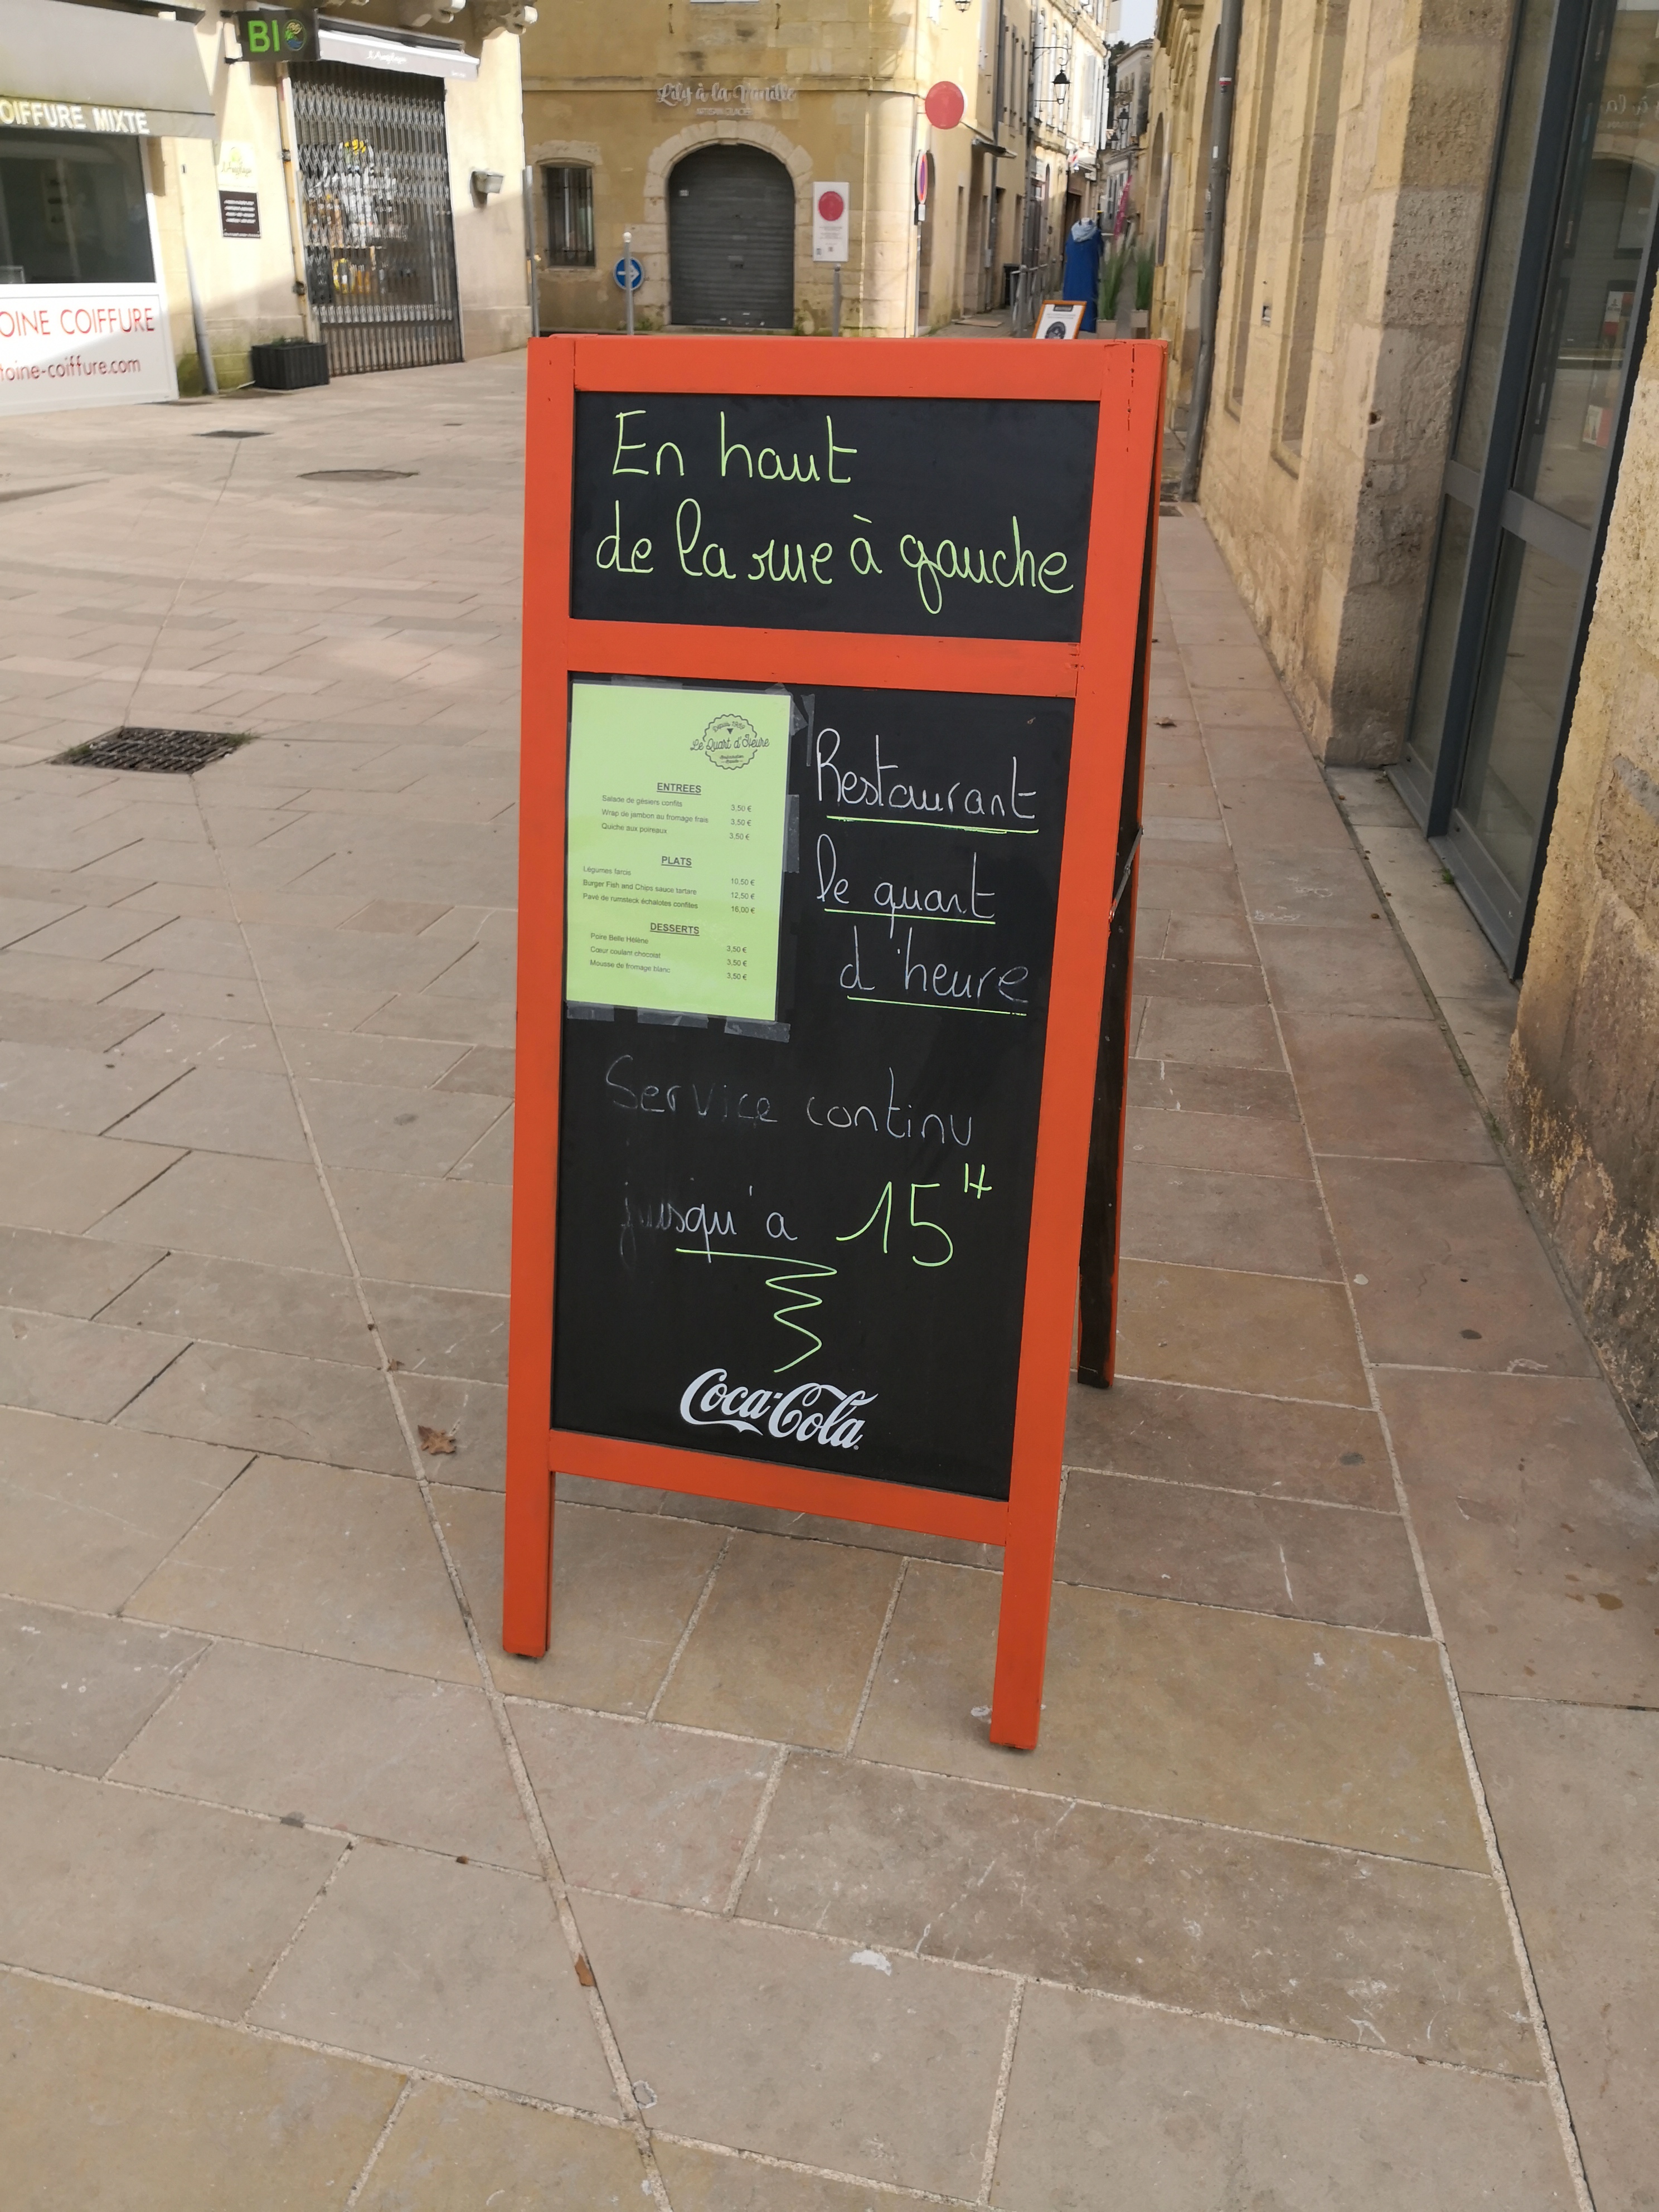 BIO
COIFFURE MIXTE
OINE COIFFURE
toine-coiffure.com
Lily à la Vanille
ARTISAN GLACIER
En haut
de la rue à gauche
Depuis
Le Quart d'Heure
ENTREES
Salade de gésiers confits 3,50 €
Wrap de jambon au fromage frais 3,50 €
Quiche aux poireaux 3,50 €
PLATS
Légumes farcis 10,50 €
Burger Fish and Chips sauce tartare 12,50 €
Pavé de rumsteck échalotes confites 16,00 €
DESSERTS
Poire Belle Hélène 3,50 €
Cœur coulant chocolat 3,50 €
Mousse de fromage blanc 3,50 €
Restaurant
le quart
d'heure
Service continu
jusqu'a 15H
Coca-Cola